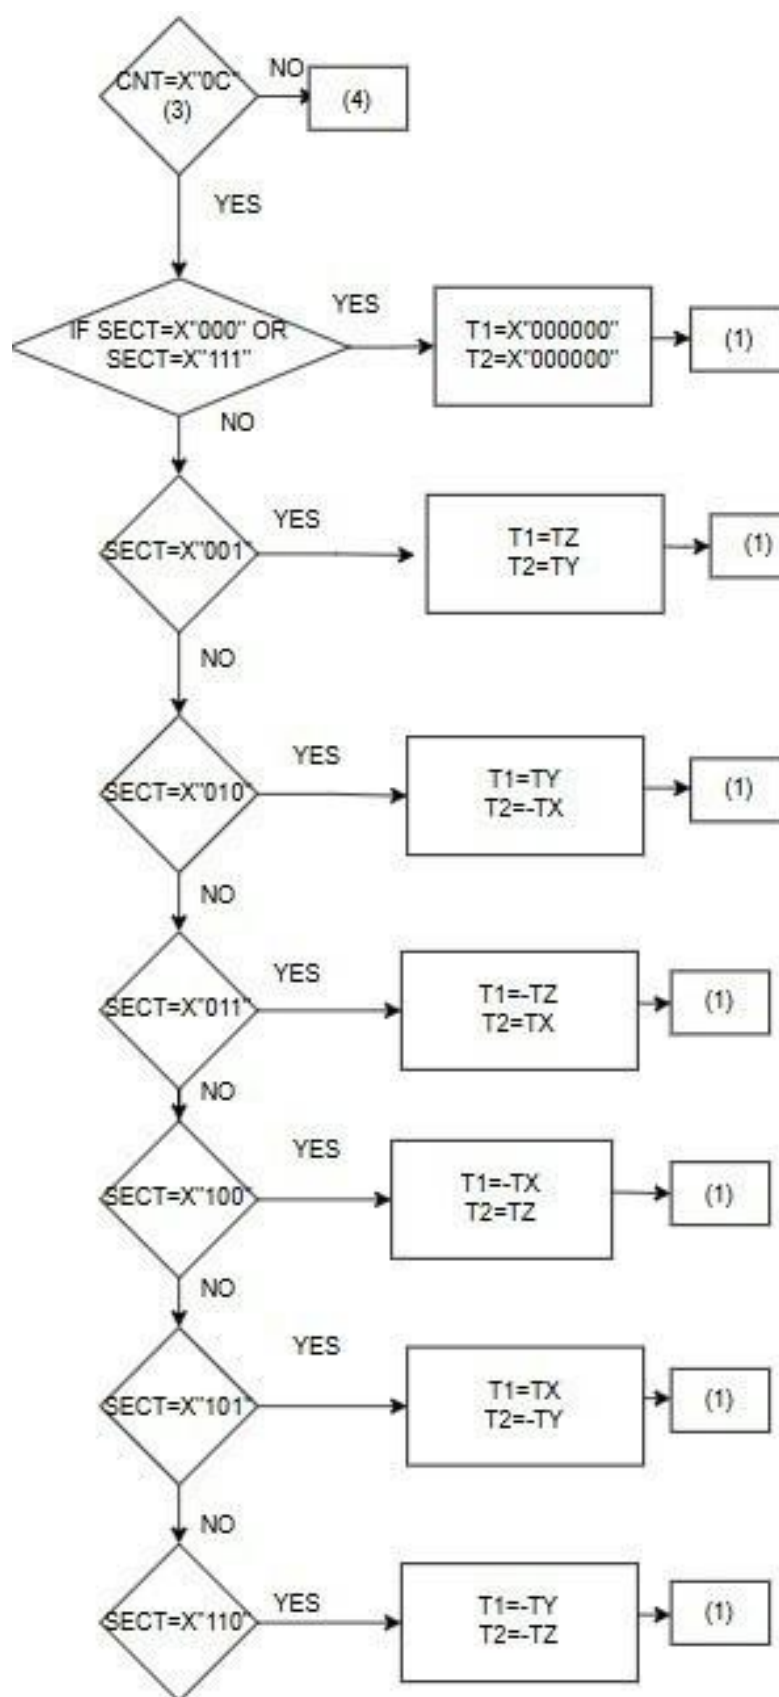 CNT=X"0C"
(3)
NO
(4)
YES
IF SECT=X"000" OR
SECT=X"111"
YES
T1=X"000000"
T2=X"000000"
(1)
NO
SECT=X"001"
YES
T1=TZ
T2=TY
(1)
NO
SECT=X"010"
YES
T1=TY
T2=-TX
(1)
NO
SECT=X"011"
YES
T1=-TZ
T2=TX
(1)
NO
SECT=X"100"
YES
T1=-TX
T2=TZ
(1)
NO
SECT=X"101"
YES
T1=TX
T2=-TY
(1)
NO
SECT=X"110"
YES
T1=-TY
T2=-TZ
(1)